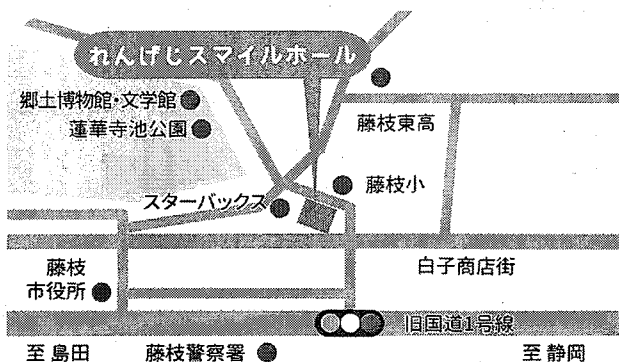 れんげじスマイルホール
郷土博物館・文学館
蓮華寺池公園
藤枝東高
藤枝小
スターバックス
藤枝
市役所
白子商店街
旧国道1号線
至 島田
藤枝警察署
至 静岡